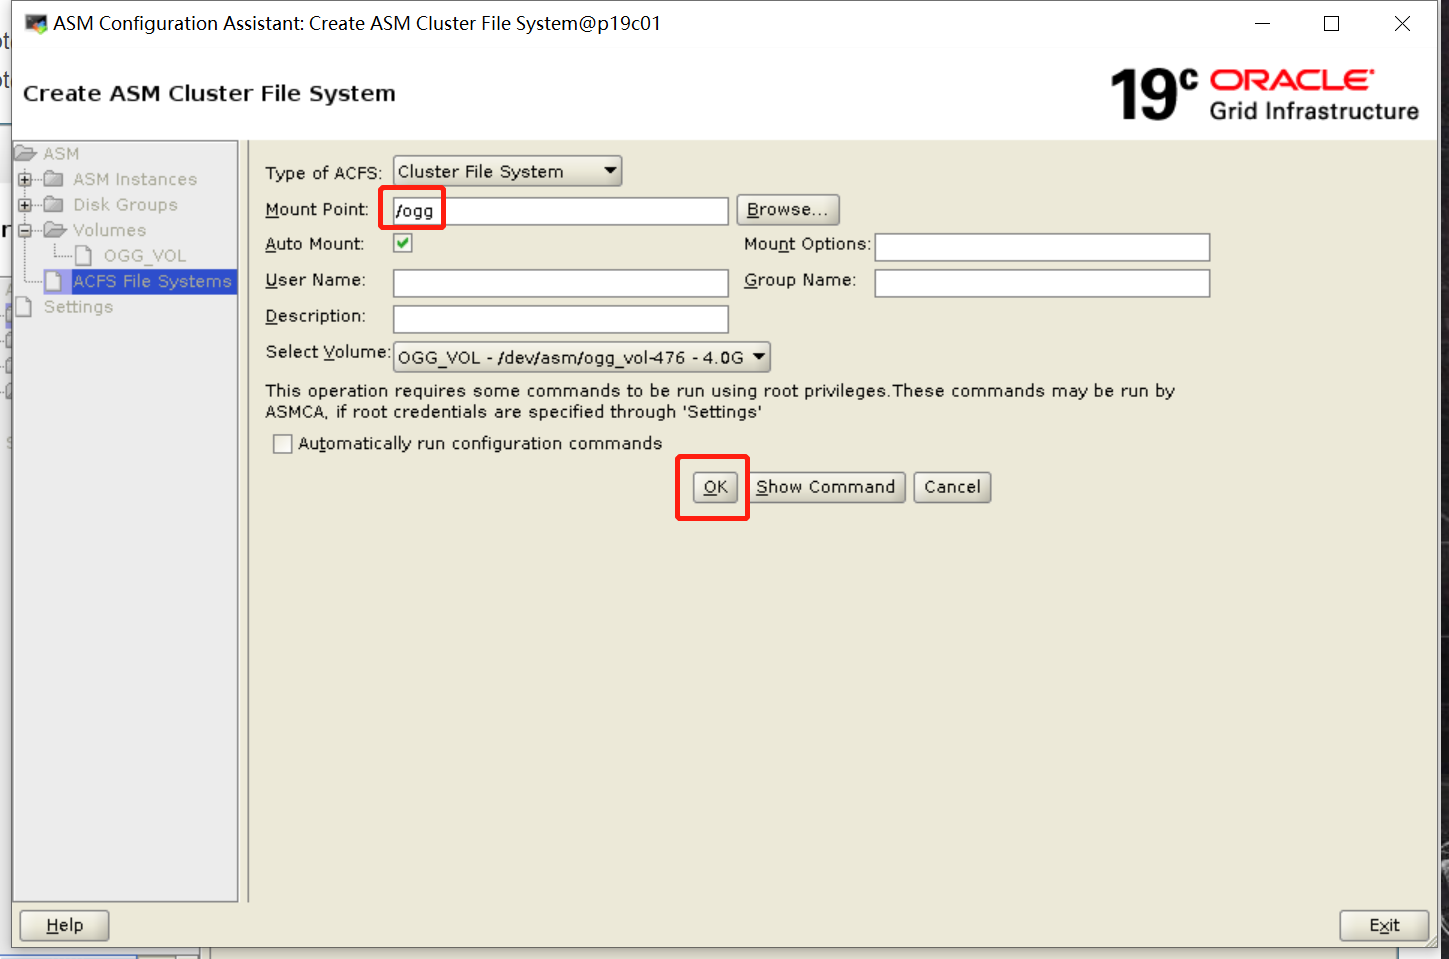 ASM Configuration Assistant: Create ASM Cluster File System@p19c01
Create ASM Cluster File System
19c ORACLE
Grid Infrastructure
ASM
ASM Instances
Disk Groups
Volumes
OGG_VOL
ACFS File Systems
Settings
Type of ACFS: Cluster File System
Mount Point: /ogg Browse...
Auto Mount: Mount Options:
User Name: Group Name:
Description:
Select Volume: OGG_VOL - /dev/asm/ogg_vol-476 - 4.0G
This operation requires some commands to be run using root privileges.These commands may be run by
ASMCA, if root credentials are specified through 'Settings'
Automatically run configuration commands
OK Show Command Cancel
Help Exit